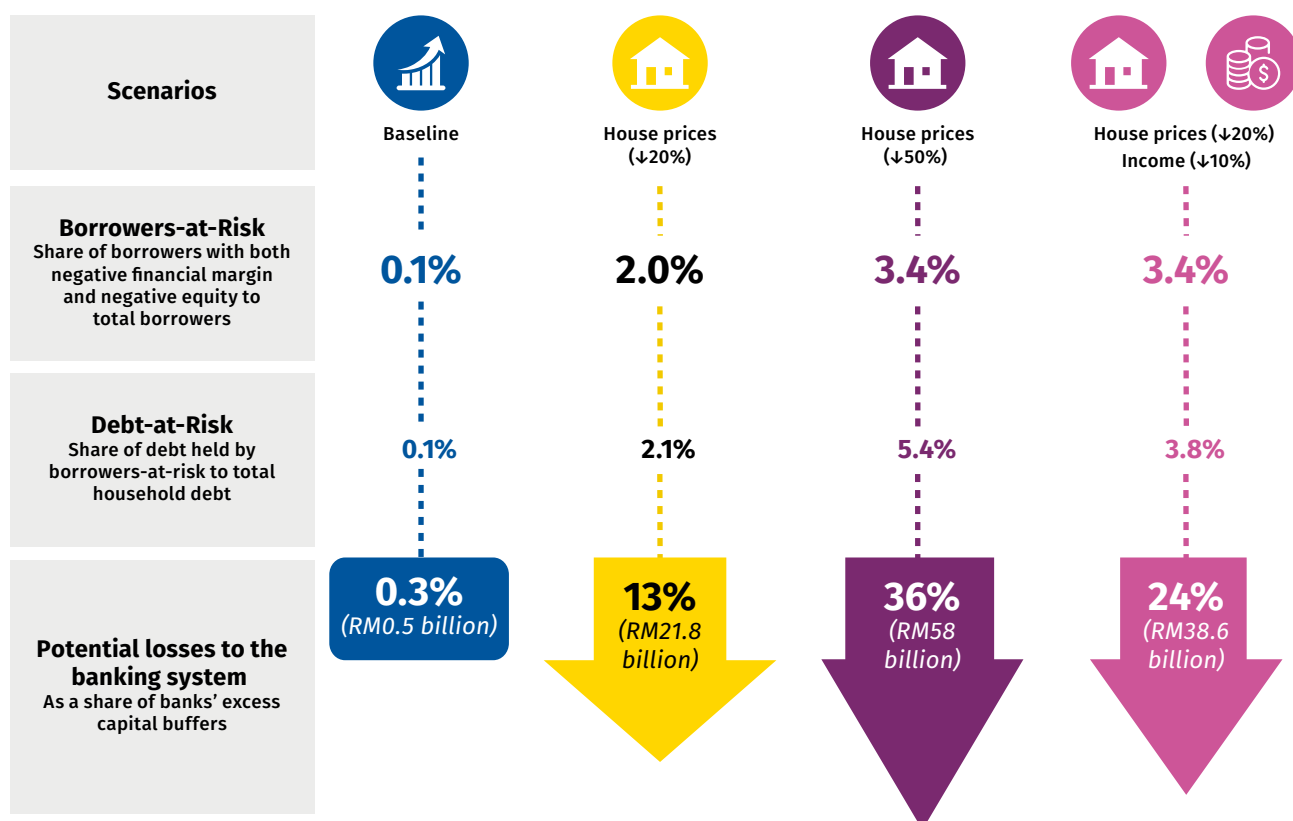 Scenarios
Baseline
House prices
(↓20%)
House prices
(↓50%)
House prices (↓20%)
Income (↓10%)
Borrowers-at-Risk
Share of borrowers with both
negative financial margin
and negative equity to
total borrowers
0.1%
2.0%
3.4%
3.4%
Debt-at-Risk
Share of debt held by
borrowers-at-risk to total
household debt
0.1%
2.1%
5.4%
3.8%
Potential losses to the
banking system
As a share of banks’ excess
capital buffers
0.3%
(RM0.5 billion)
13%
(RM21.8
billion)
36%
(RM58
billion)
24%
(RM38.6
billion)
$